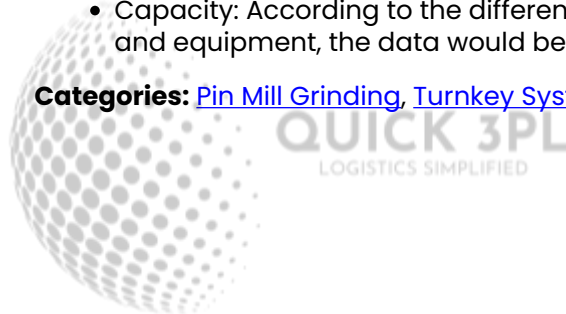 Capacity: According to the differen
and equipment, the data would be
Categories: Pin Mill Grinding, Turnkey Sys
QUICK 3PL
LOGISTICS SIMPLIFIED